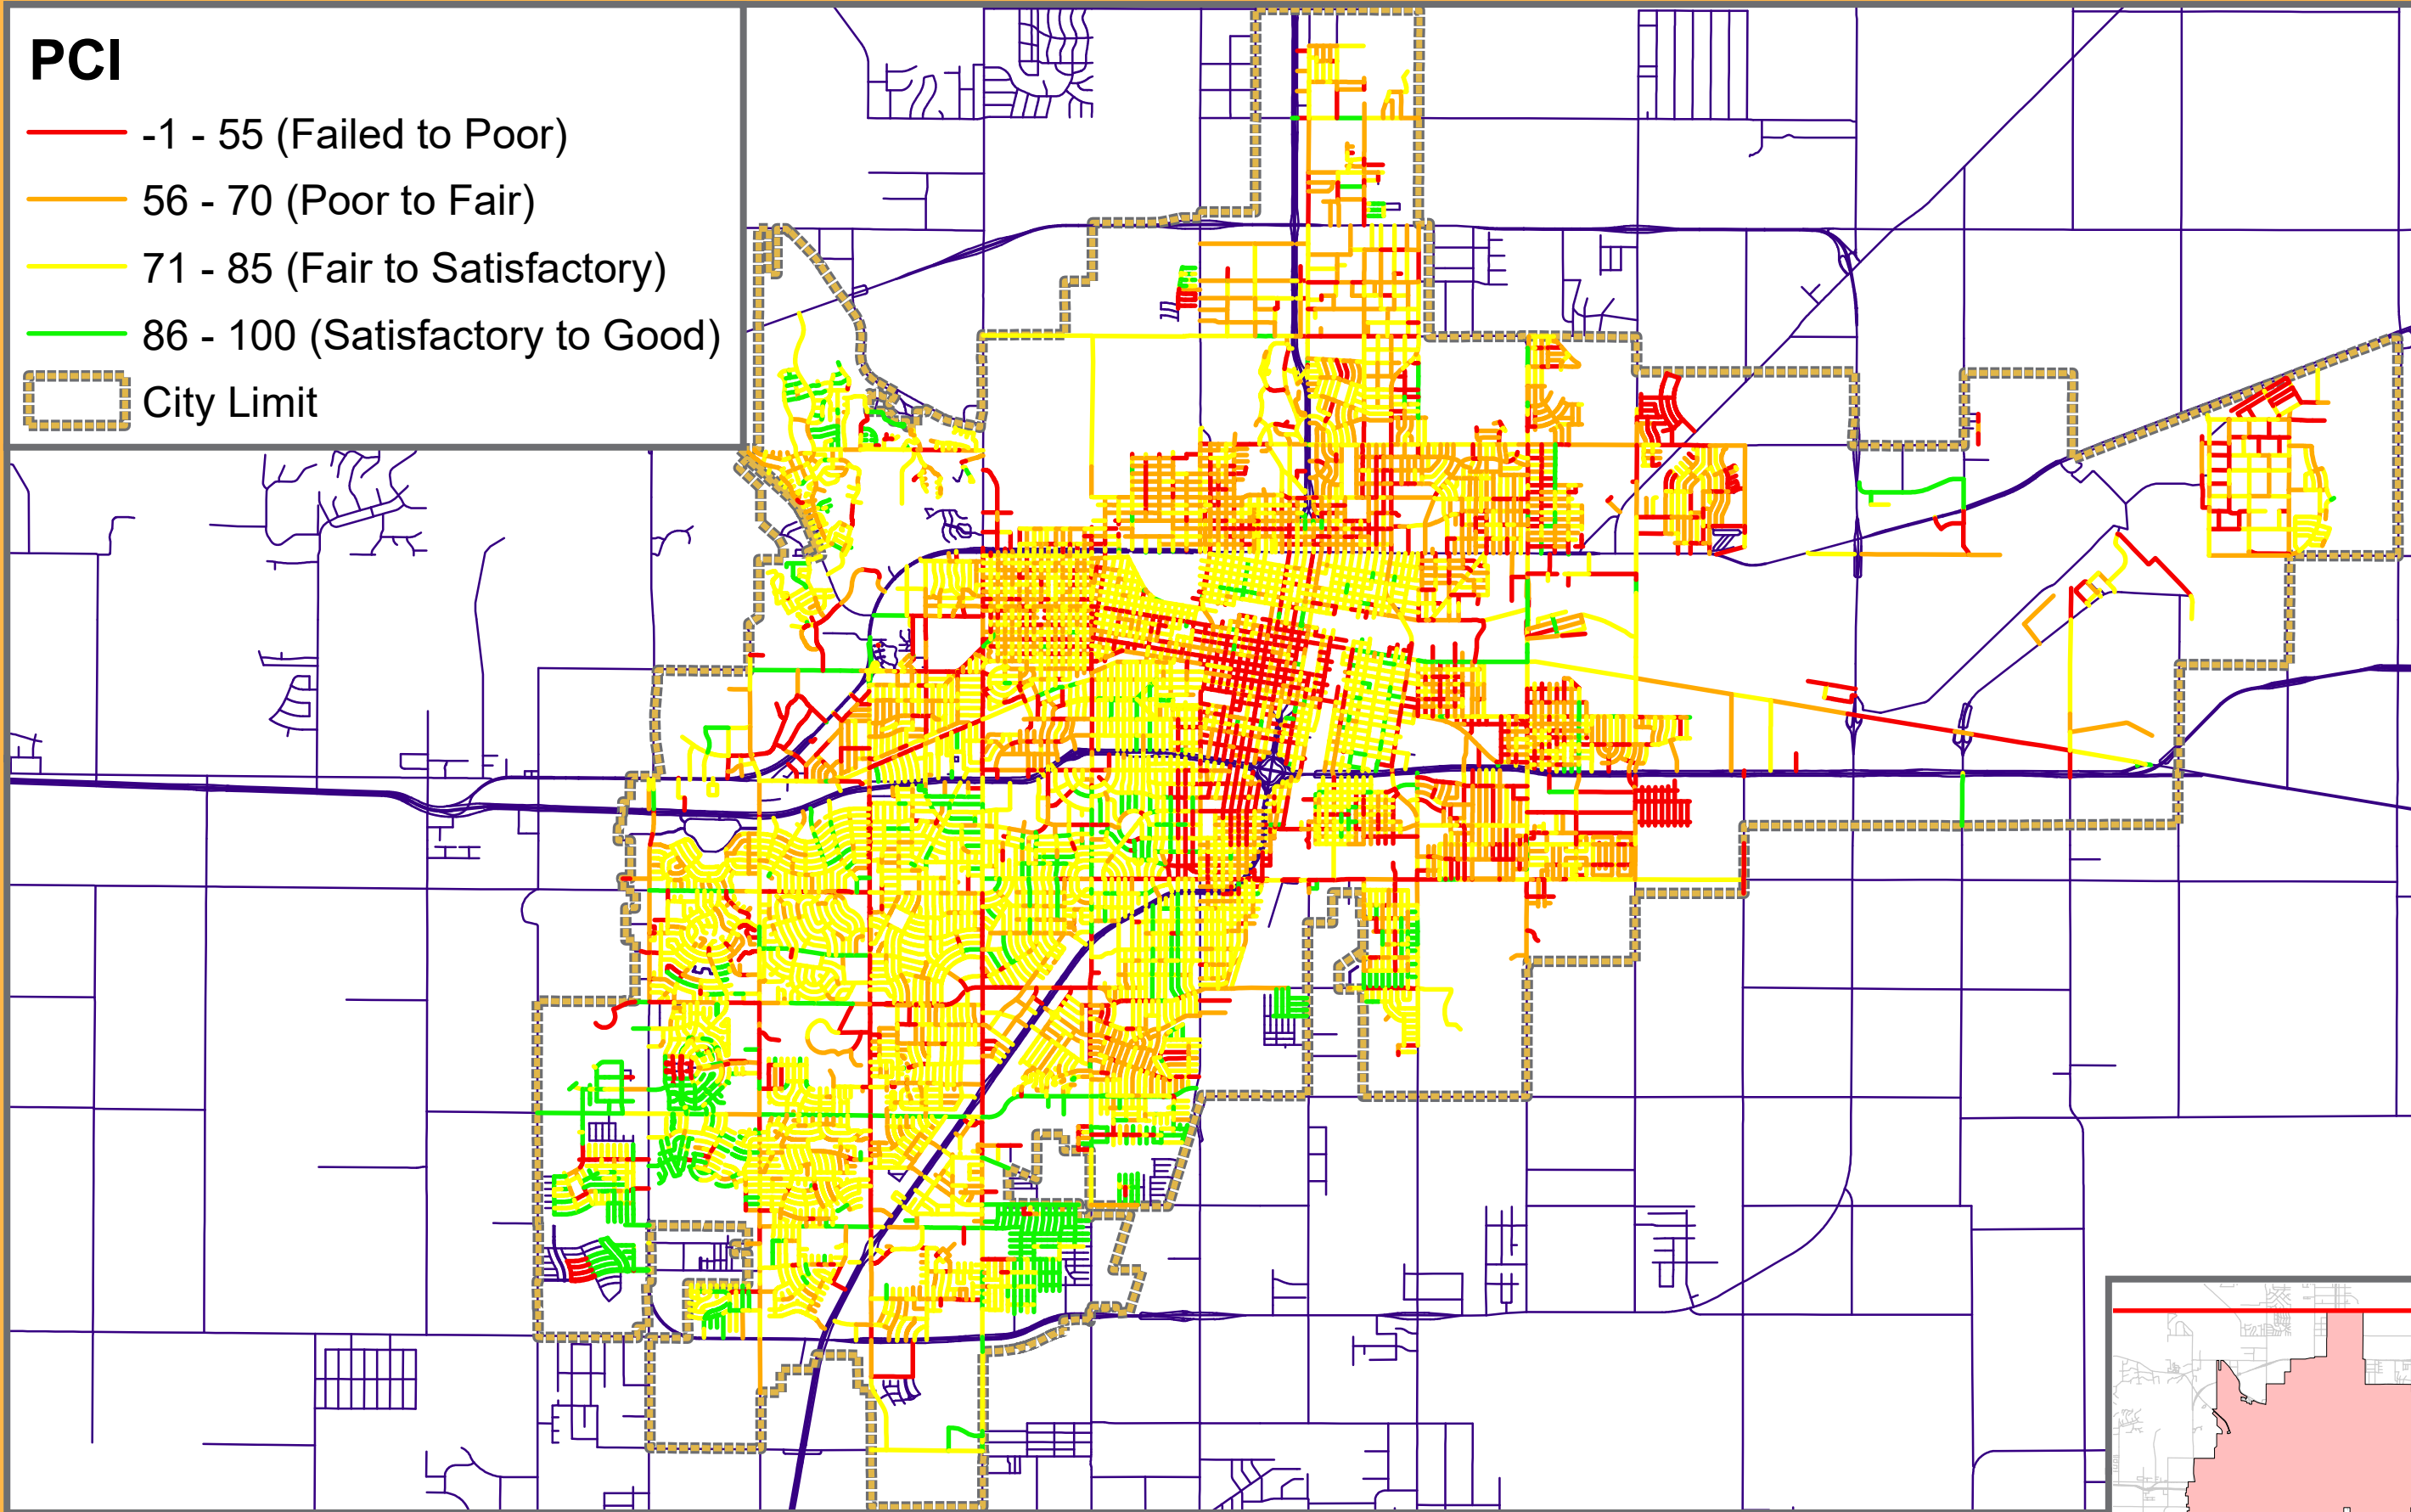 PCI
-1 - 55 (Failed to Poor)
56 - 70 (Poor to Fair)
71 - 85 (Fair to Satisfactory)
86 - 100 (Satisfactory to Good)
City Limit